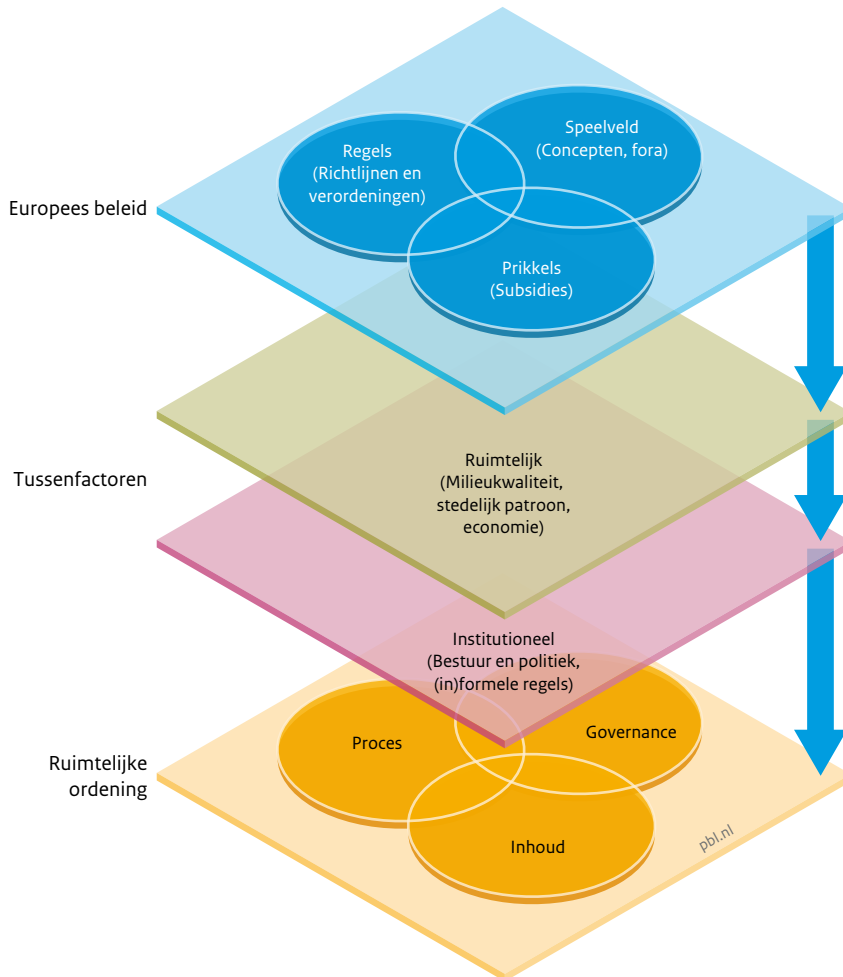 Speelveld
(Concepten, fora)
Regels
(Richtlijnen en
verordeningen)
Europees beleid
Prikkels
(Subsidies)
Tussenfactoren
Ruimtelijk
(Milieukwaliteit,
stedelijk patroon,
economie)
Institutioneel
(Bestuur en politiek,
(in)formele regels)
Proces
Governance
Ruimtelijke
ordening
Inhoud
pbl.nl